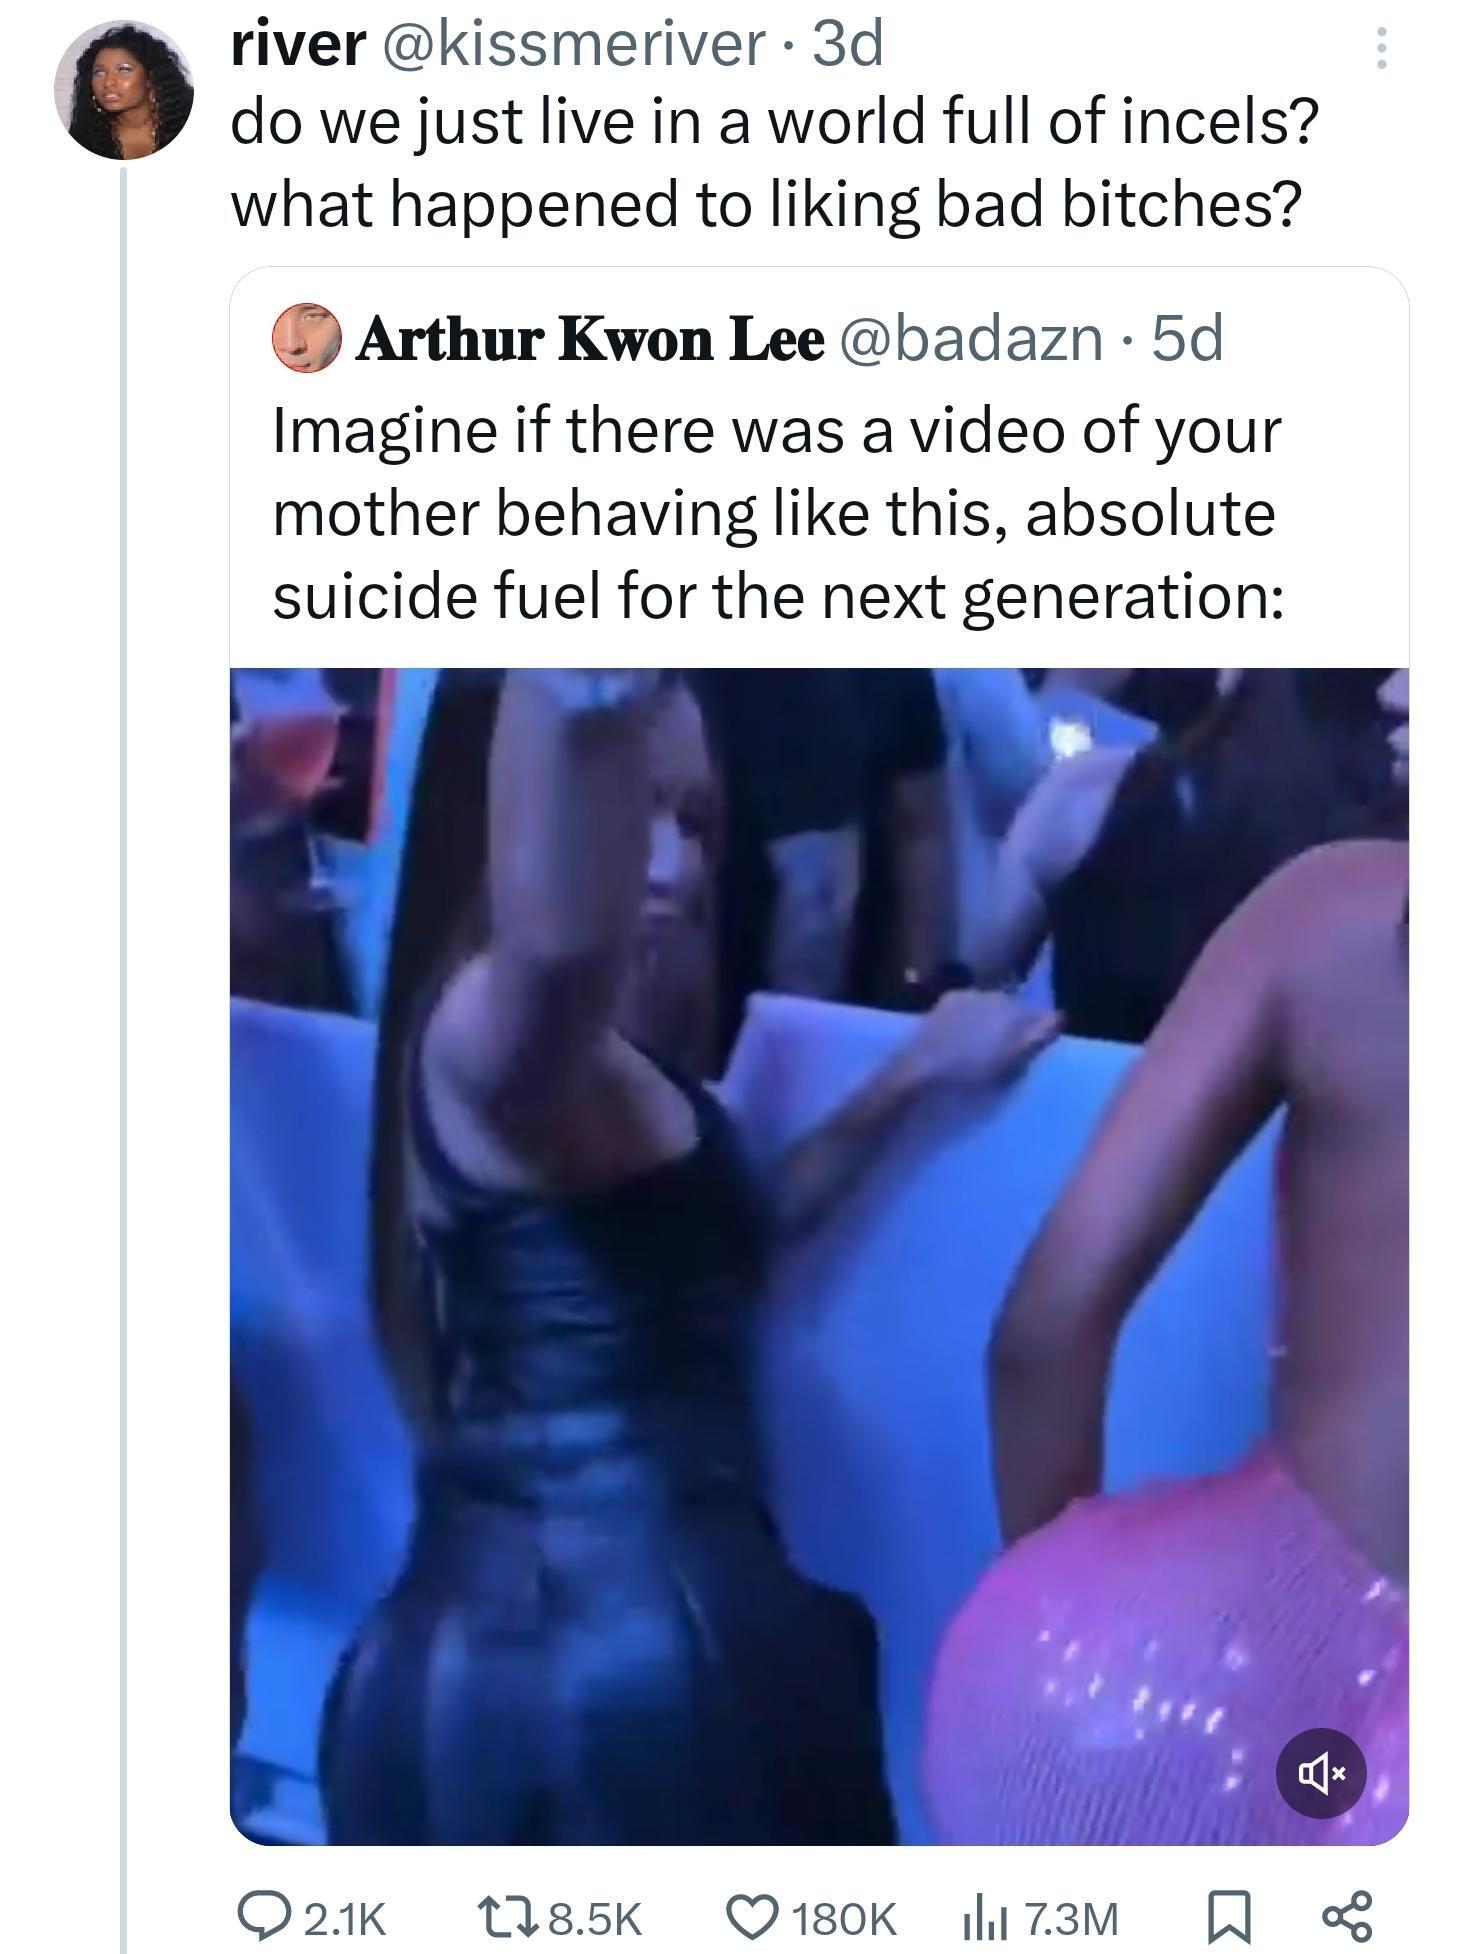 river @kissmeriver · 3d
do we just live in a world full of incels?
what happened to liking bad bitches?
Arthur Kwon Lee @badazn · 5d
Imagine if there was a video of your
mother behaving like this, absolute
suicide fuel for the next generation:
2.1K 8.5K 180K 7.3M